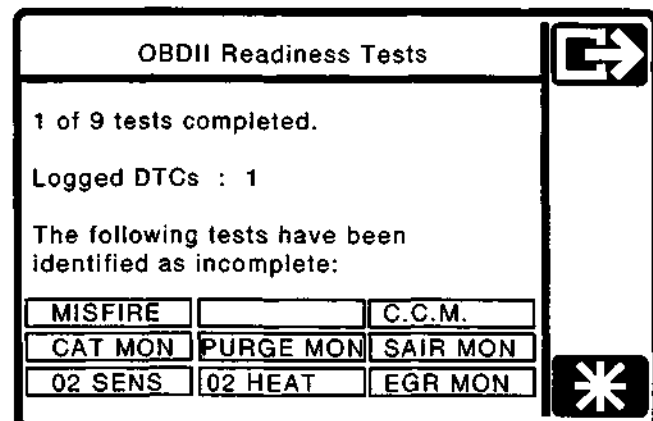 OBDII Readiness Tests
1 of 9 tests completed.
Logged DTCs : 1
The following tests have been
identified as incomplete:
MISFIRE C.C.M.
CAT MON PURGE MON SAIR MON
02 SENS 02 HEAT EGR MON